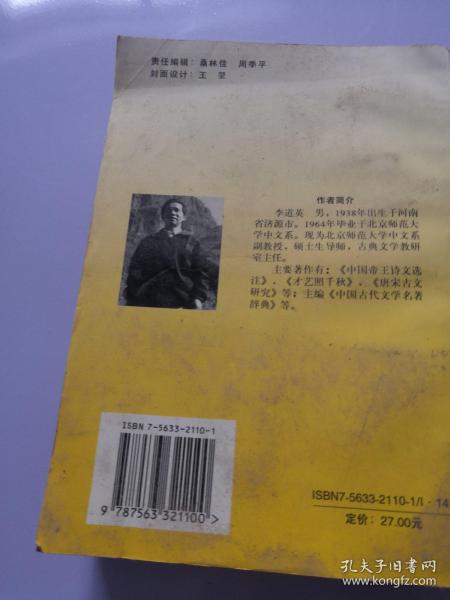 责任编辑：桑林佳 周季平
封面设计：王 瑩
作者简介
李道英 男，1938年出生于河南
省济源市。1964年毕业于北京师范大
学中文系。现为北京师范大学中文系
副教授，硕士生导师，古典文学教研
室主任。
主要著作有：《中国帝王诗文选
注》、《才艺照千秋》、《唐宋古文
研究》等；主编《中国古代文学名著
辞典》等。
ISBN 7-5633-2110-1
9 787563 321100 >
ISBN7-5633-2110-1/I · 14
定价：27.00元
孔夫子旧书网
www.kongfz.com